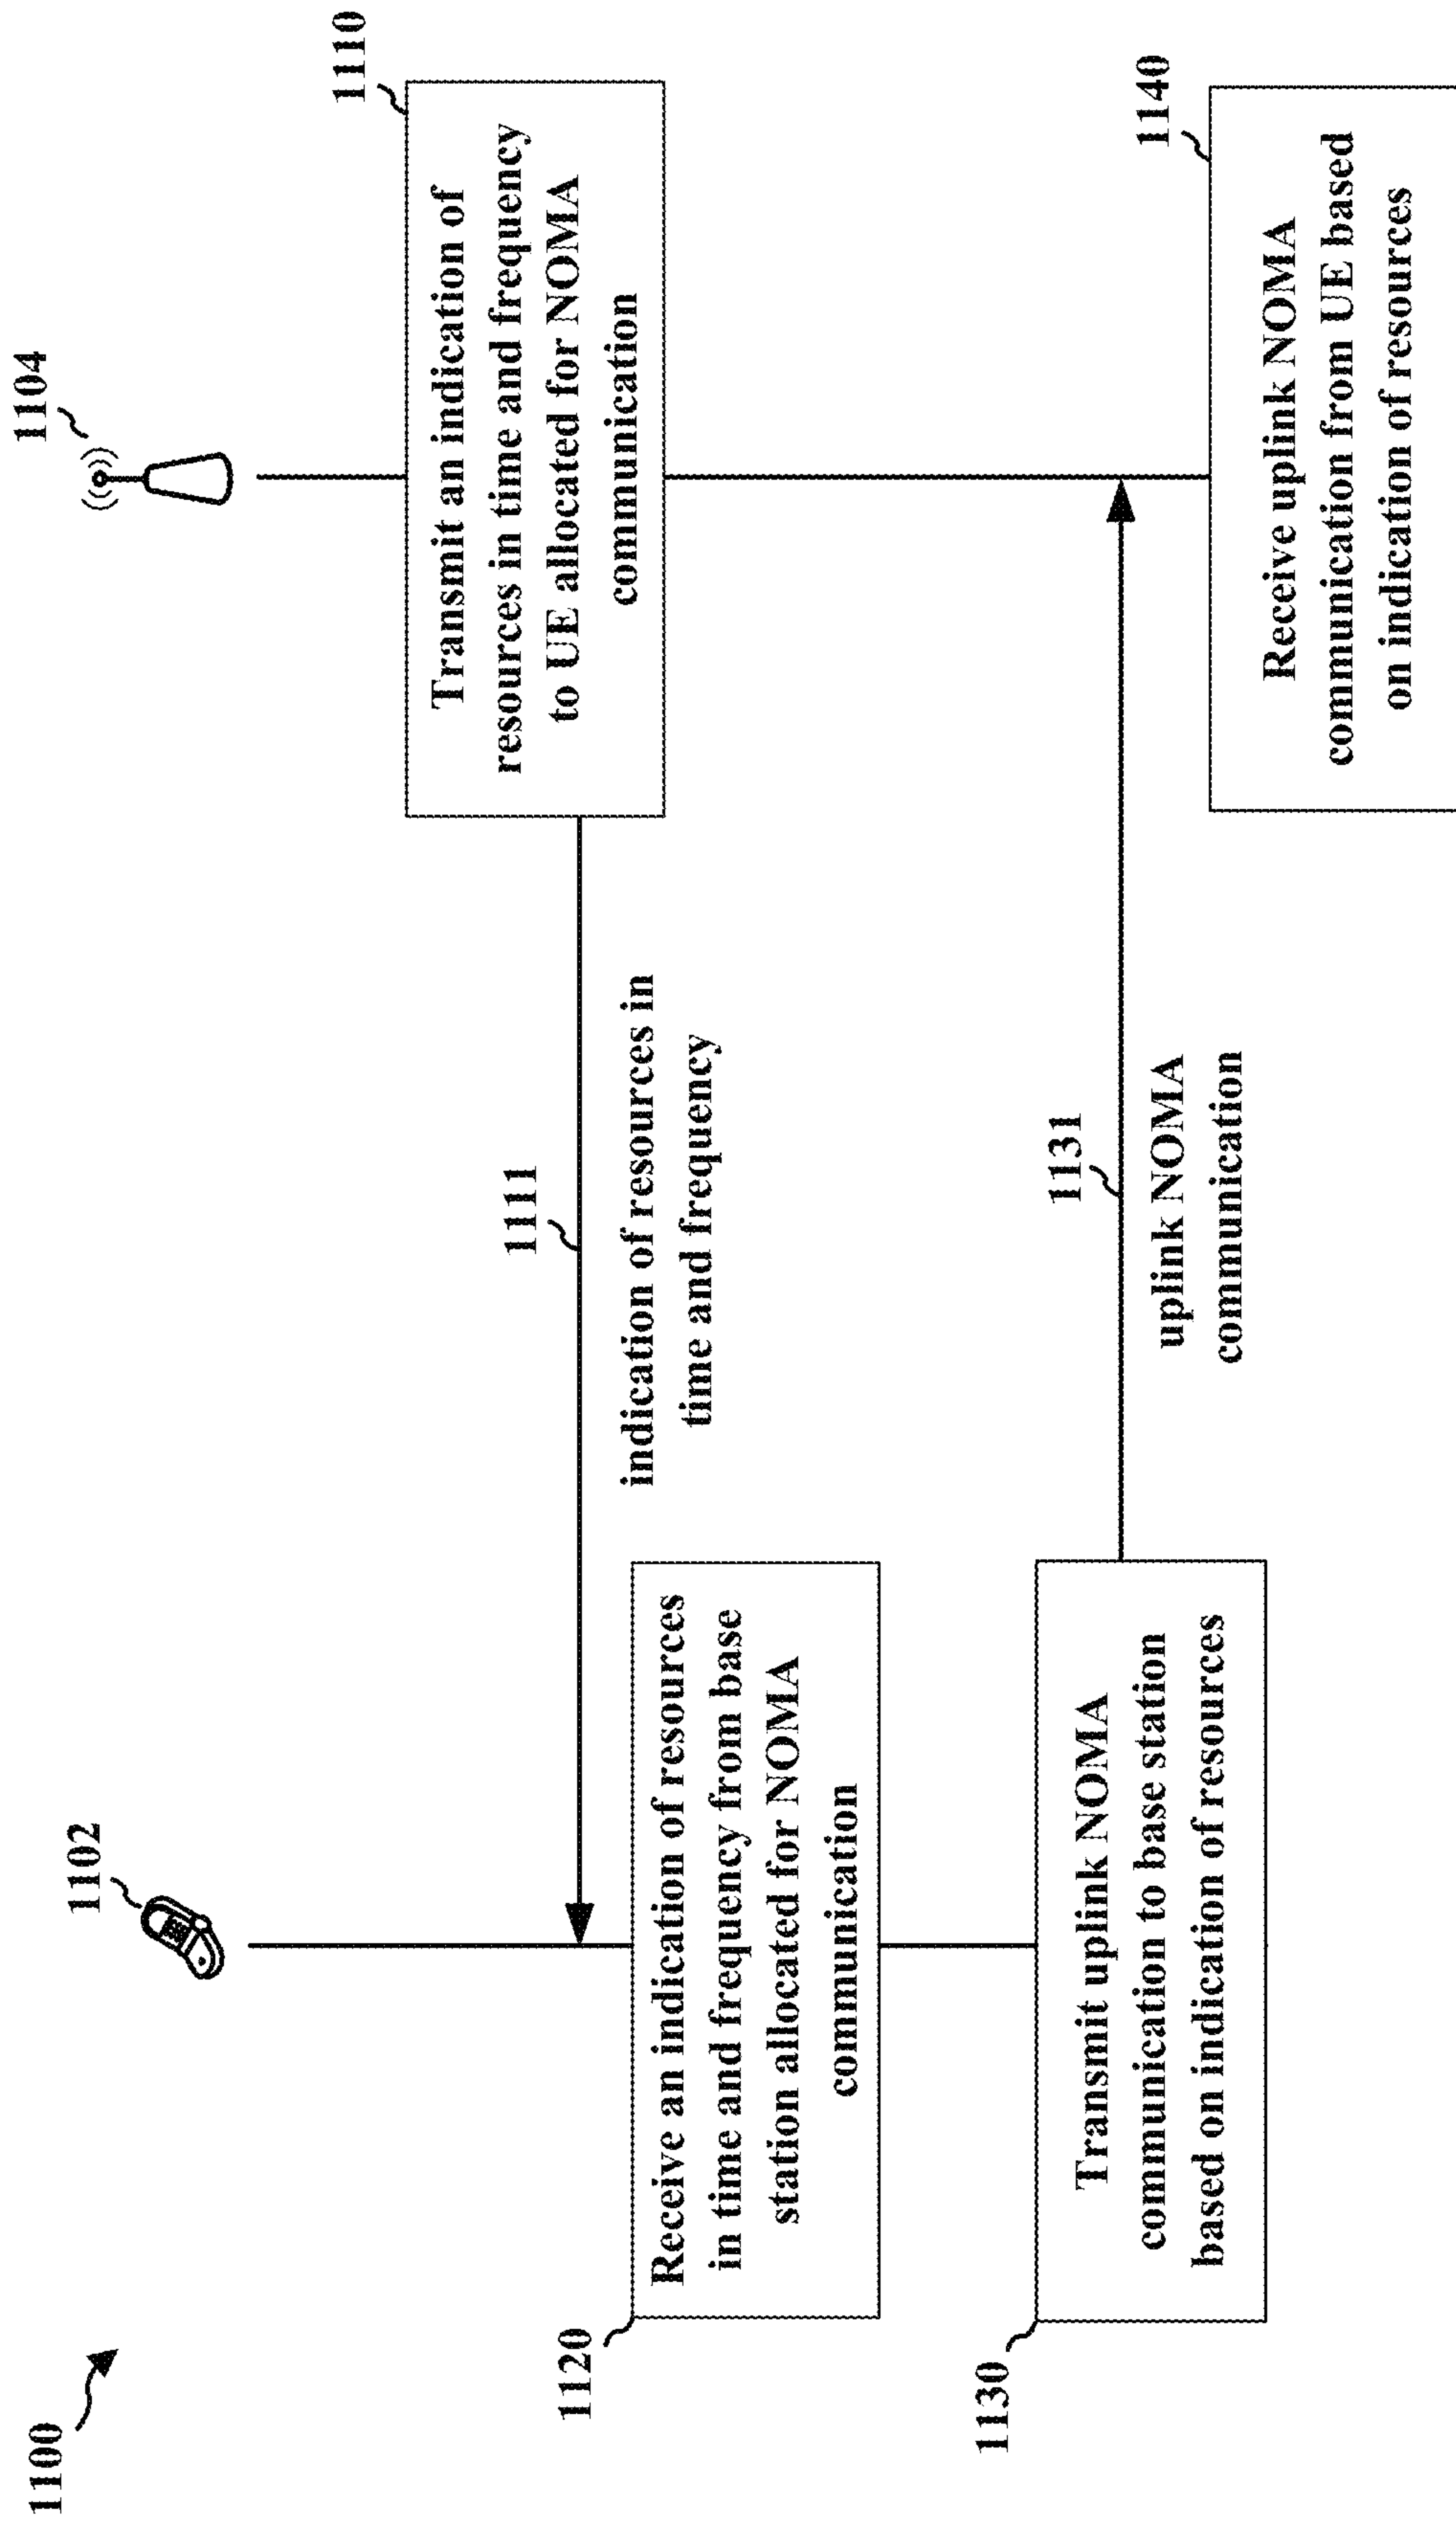 1100
1102
1104
1110
Transmit an indication of
resources in time and frequency
to UE allocated for NOMA
communication
1111
indication of resources in
time and frequency
1120
Receive an indication of resources
in time and frequency from base
station allocated for NOMA
communication
1130
Transmit uplink NOMA
communication to base station
based on indication of resources
1131
uplink NOMA
communication
1140
Receive uplink NOMA
communication from UE based
on indication of resources